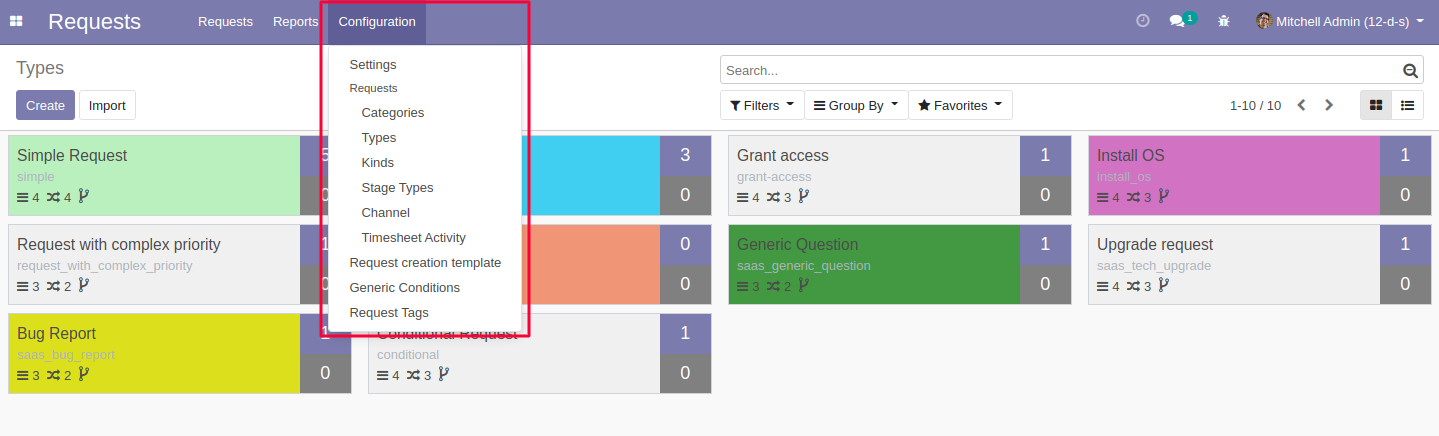 Requests Requests Reports Configuration 1 Mitchell Admin (12-d-s)
Types
Search...
Create Import
Filters Group By Favorites 1-10 / 10
Settings
Requests
Categories
Types
Kinds
Stage Types
Channel
Timesheet Activity
Request creation template
Generic Conditions
Request Tags
Simple Request 5
simple
4 4
0
3
0
Grant access 1
grant-access
4 3
0
Install OS 1
install_os
4 3
0
Request with complex priority 1
request_with_complex_priority
3 2
0
0
0
Generic Question 1
saas_generic_question
3 2
0
Upgrade request 1
saas_tech_upgrade
4 3
0
Bug Report 1
saas_bug_report
3 2
0
Conditional Request 1
conditional
4 3
0